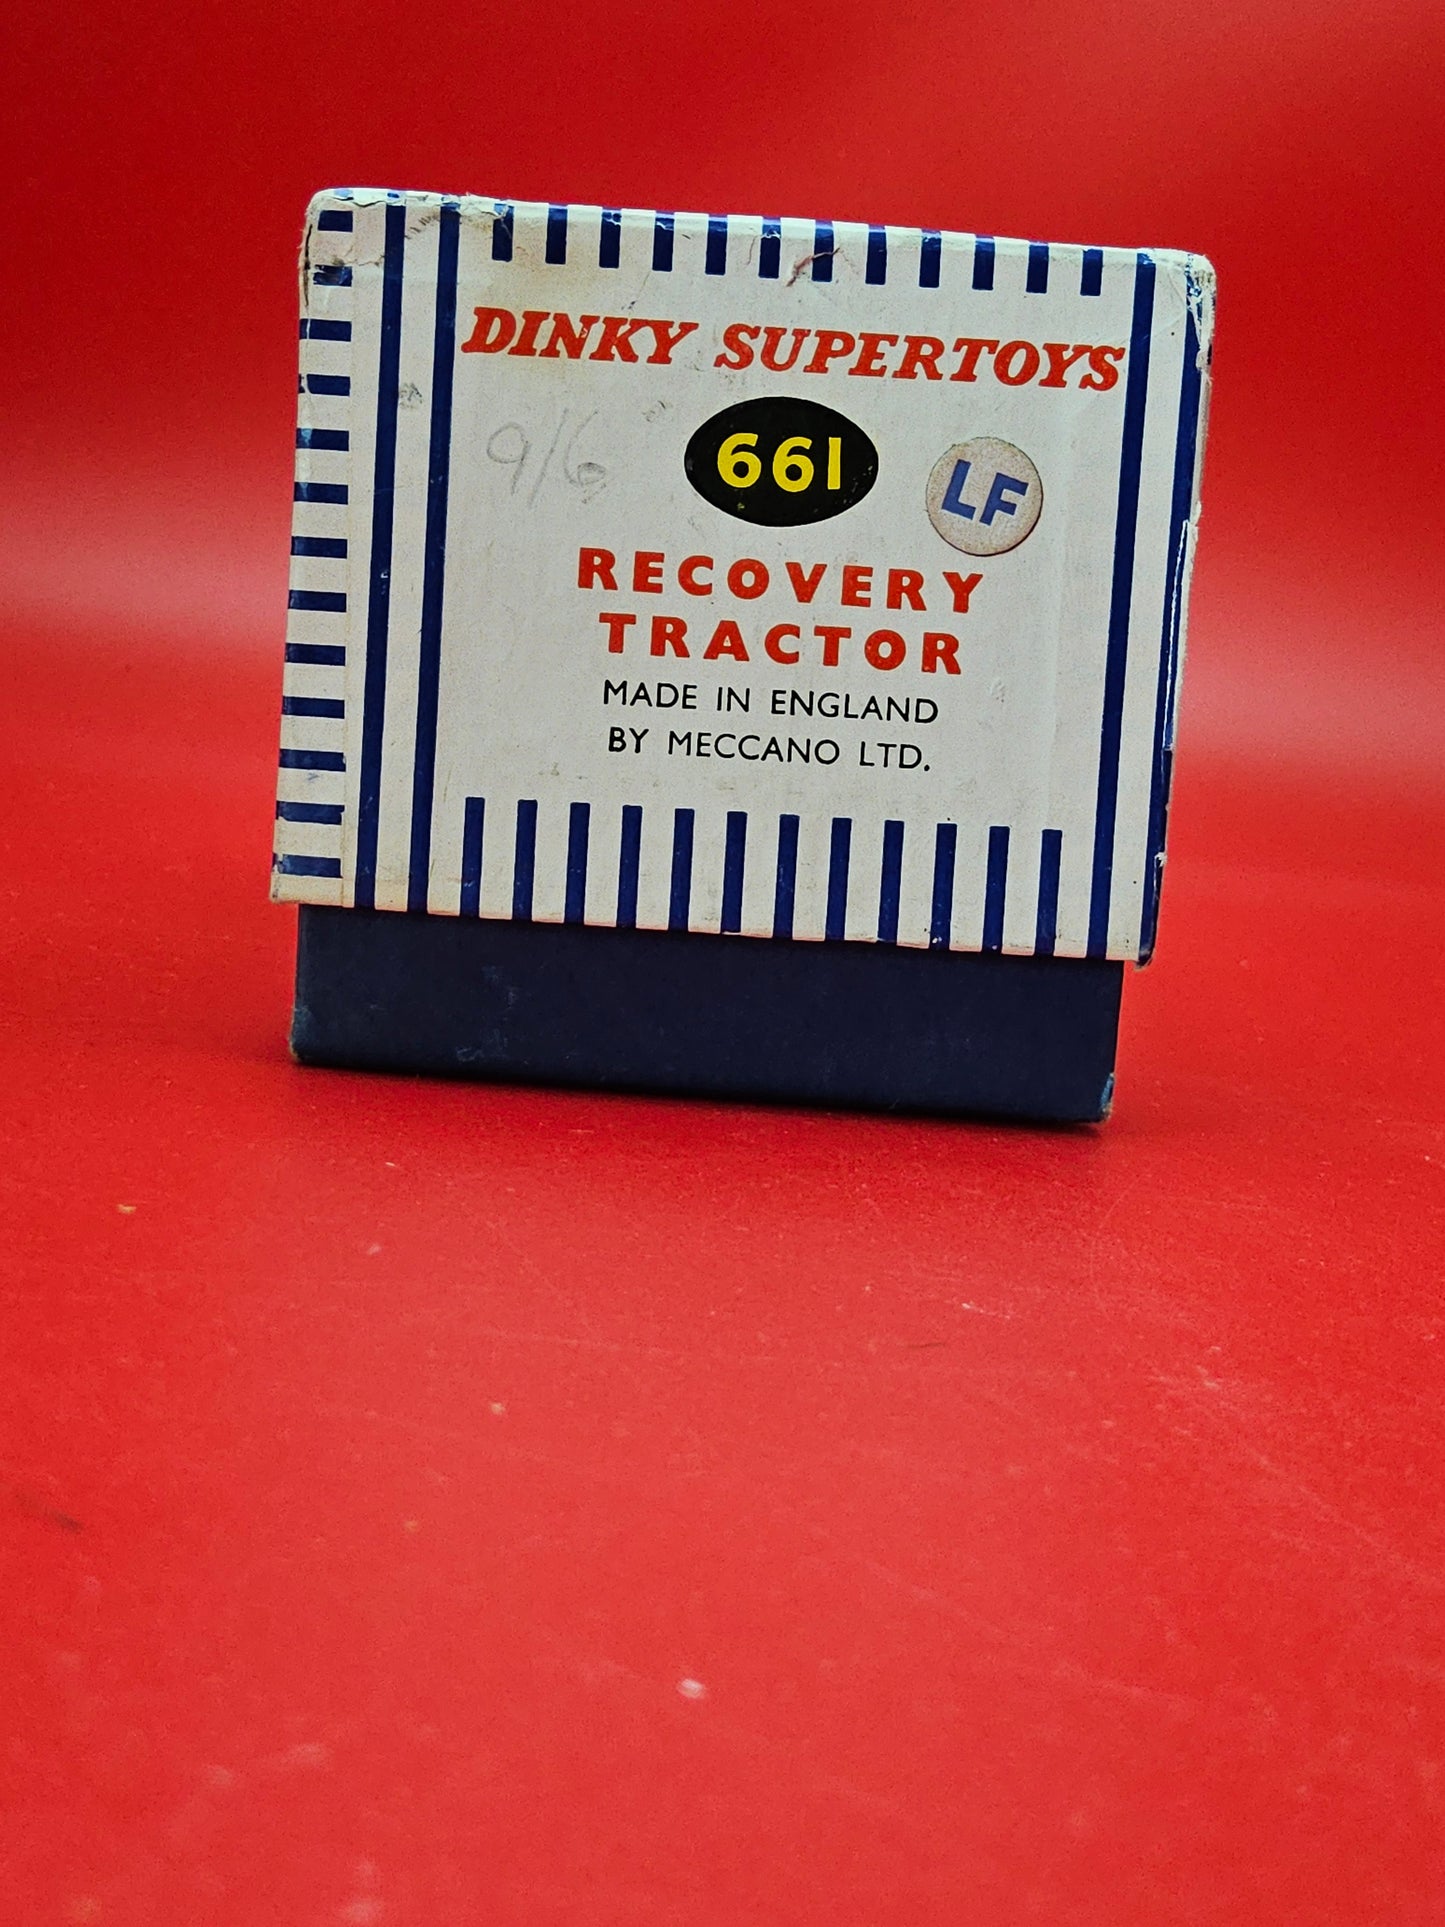 DINKY SUPERTOYS
661
9/6
LF
RECOVERY
TRACTOR
MADE IN ENGLAND
BY MECCANO LTD.